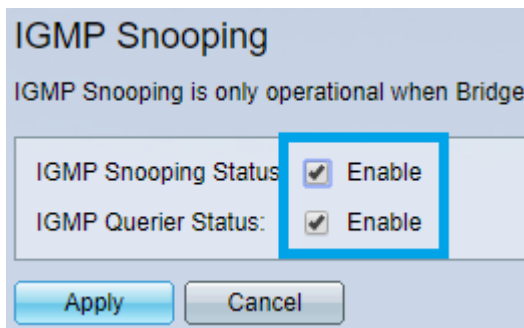 IGMP Snooping
IGMP Snooping is only operational when Bridge
IGMP Snooping Status Enable
IGMP Querier Status: Enable
Apply Cancel